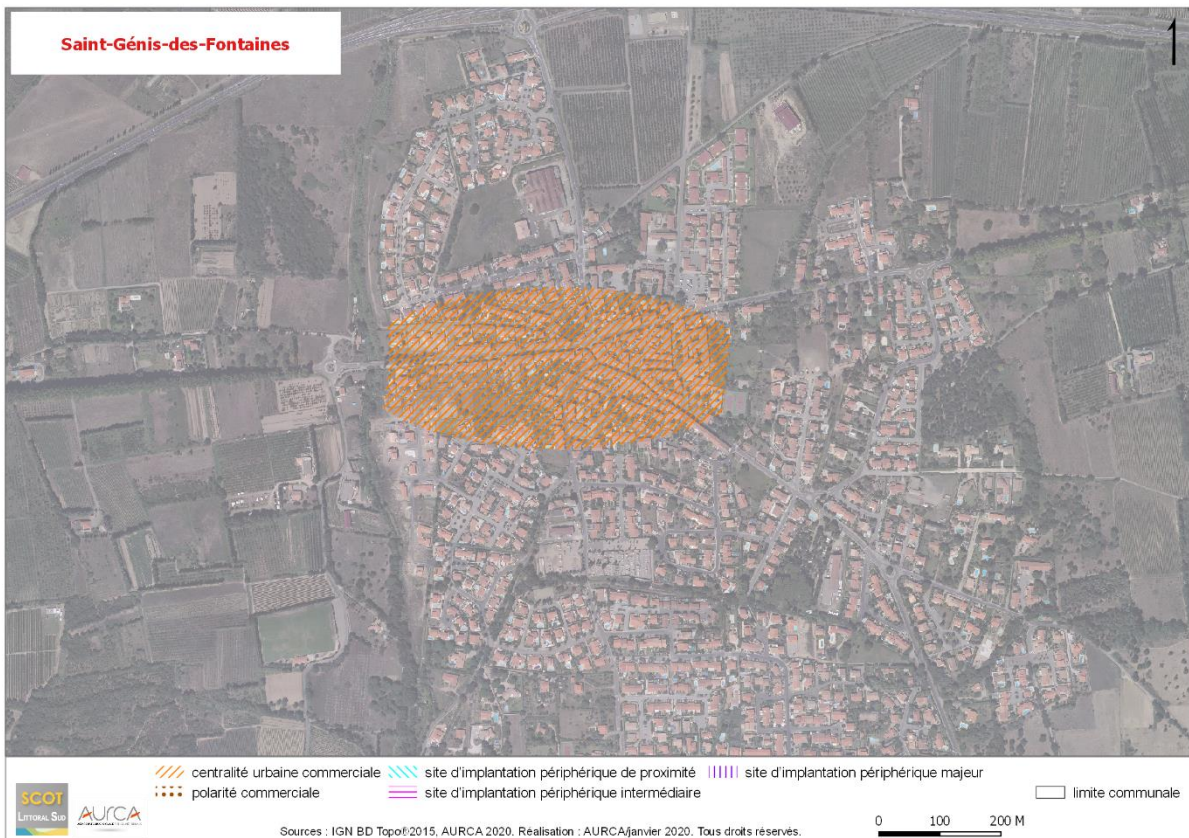 Saint-Génis-des-Fontaines
centralité urbaine commerciale
site d'implantation périphérique de proximité
site d'implantation périphérique majeur
polarité commerciale
site d'implantation périphérique intermédiaire
limite communale
SCOT
LITTORAL SUD
AURCA
Sources : IGN BD Topo®2015, AURCA 2020. Réalisation : AURCA/janvier 2020. Tous droits réservés.
0 100 200 M